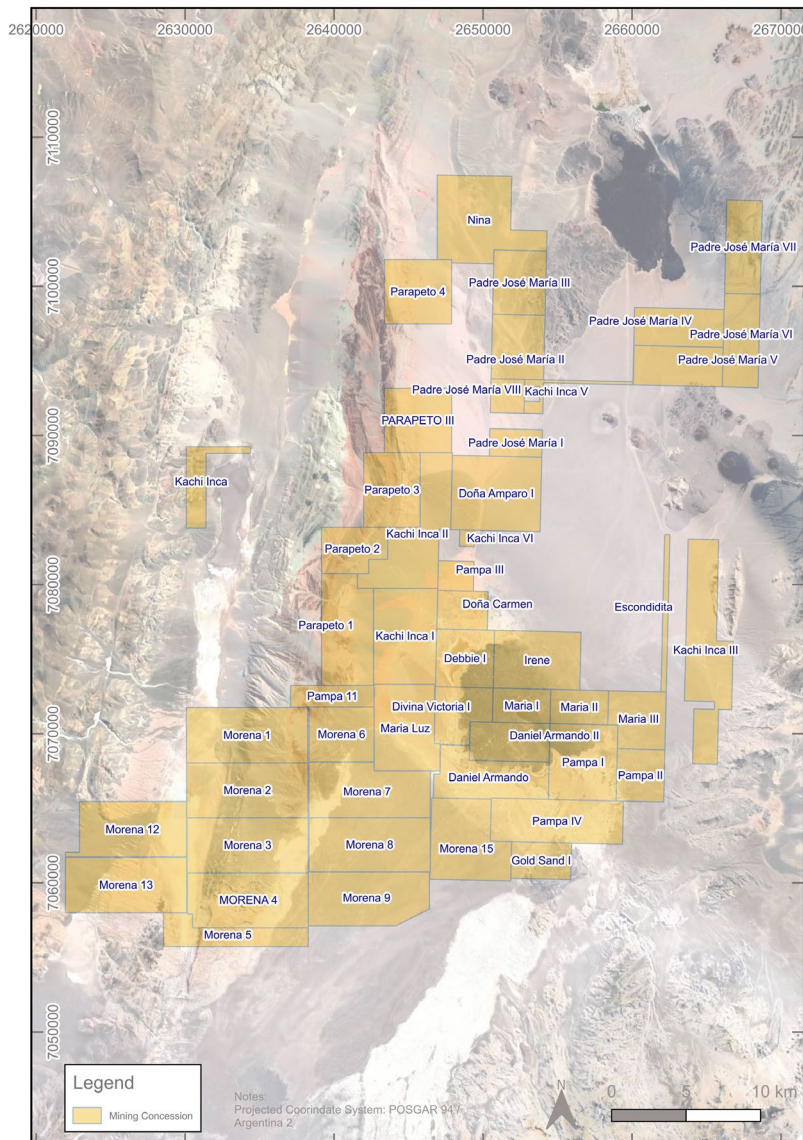 2620000
2630000
2640000
2650000
2660000
2670000
7110000
Nina
Padre José María VII
7100000
Parapeto 4
Padre José María III
Padre José María IV
Padre José María VI
Padre José María II
Padre José María V
Padre José María VIII
Kachi Inca V
PARAPETO III
7090000
Padre José María I
Kachi Inca
Parapeto 3
Doña Amparo I
Kachi Inca II
Kachi Inca VI
Parapeto 2
7080000
Pampa III
Doña Carmen
Escondidita
Parapeto 1
Kachi Inca I
Debbie I
Irene
Kachi Inca III
Pampa 11
Divina Victoria I
Maria I
Maria II
Maria III
7070000
Morena 1
Morena 6
Maria Luz
Daniel Armando II
Pampa I
Morena 2
Morena 7
Daniel Armando
Pampa II
Morena 12
Pampa IV
Morena 3
Morena 8
Morena 15
Gold Sand I
7060000
Morena 13
MORENA 4
Morena 9
Morena 5
7050000
Legend
Mining Concession
Notes:
Projected Coorindate System: POSGAR 94 /
Argentina 2
N
0 5 10 km